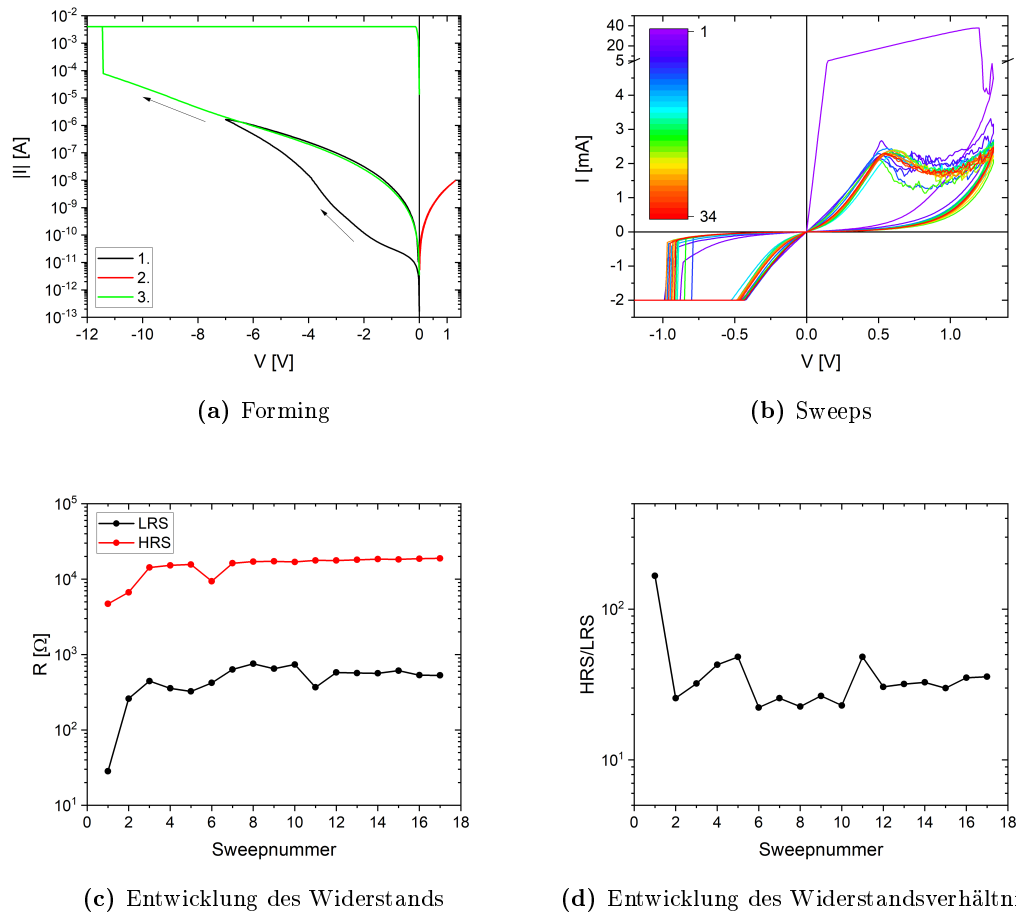 10^-2
10^-3
10^-4
10^-5
10^-6
10^-7
10^-8
10^-9
10^-10
10^-11
10^-12
10^-13
|I| [A]
1.
2.
3.
-12 -10 -8 -6 -4 -2 0 1
V [V]
(a) Forming
40
20
5
5
4
3
2
1
0
-1
-2
I [mA]
1
34
-1.0 -0.5 0.0 0.5 1.0
V [V]
(b) Sweeps
10^5
10^4
10^3
10^2
10^1
R [Ω]
LRS
HRS
0 2 4 6 8 10 12 14 16 18
Sweepnummer
(c) Entwicklung des Widerstands
10^2
10^1
HRS/LRS
0 2 4 6 8 10 12 14 16 18
Sweepnummer
(d) Entwicklung des